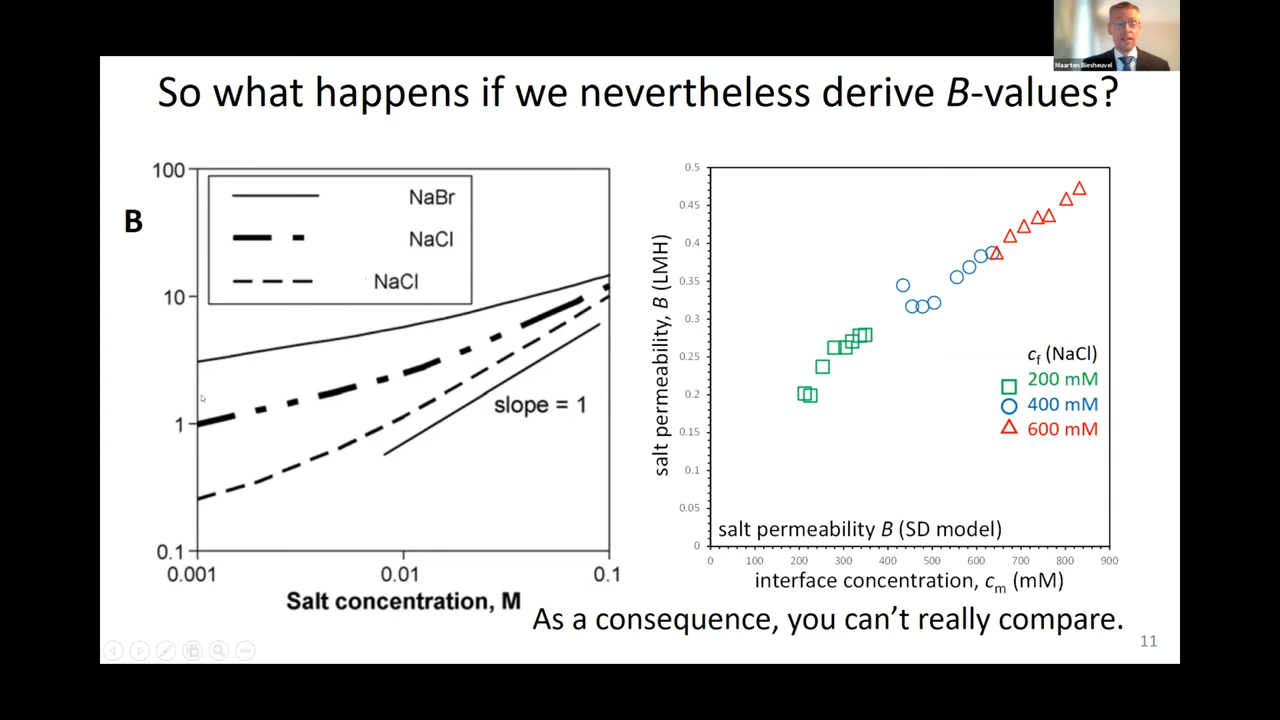 Maarten Biesheuvel
So what happens if we nevertheless derive B-values?
B
100
10
1
0.1
NaBr
NaCl
NaCl
slope = 1
0.001
0.01
0.1
Salt concentration, M
salt permeability, B (LMH)
0.5
0.45
0.4
0.35
0.3
0.25
0.2
0.15
0.1
0.05
0
cf (NaCl)
200 mM
400 mM
600 mM
salt permeability B (SD model)
0
100
200
300
400
500
600
700
800
900
interface concentration, cm (mM)
As a consequence, you can’t really compare.
11